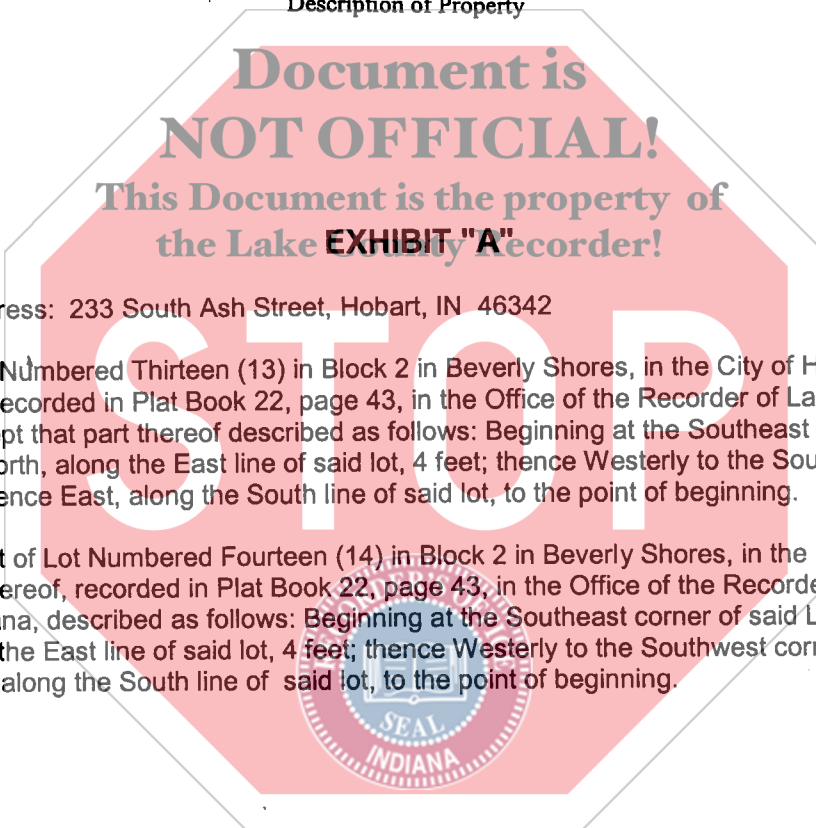 Description of Property
Document is
NOT OFFICIAL!
This Document is the property of
the Lake County Recorder!
EXHIBIT "A"
ress: 233 South Ash Street, Hobart, IN 46342
Numbered Thirteen (13) in Block 2 in Beverly Shores, in the City of H
ecorded in Plat Book 22, page 43, in the Office of the Recorder of La
pt that part thereof described as follows: Beginning at the Southeast
orth, along the East line of said lot, 4 feet; thence Westerly to the Sou
ence East, along the South line of said lot, to the point of beginning.
t of Lot Numbered Fourteen (14) in Block 2 in Beverly Shores, in the
ereof, recorded in Plat Book 22, page 43, in the Office of the Recorde
na, described as follows: Beginning at the Southeast corner of said L
the East line of said lot, 4 feet; thence Westerly to the Southwest corr
along the South line of said lot, to the point of beginning.
STOP
RECORDER'S OFFICE
SEAL
INDIANA